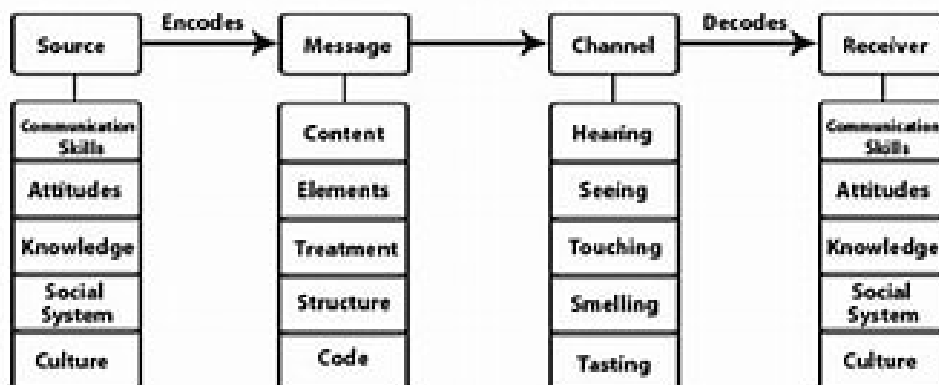 Encodes
Decodes
Source
Message
Channel
Receiver
Communication
Skills
Attitudes
Knowledge
Social
System
Culture
Content
Elements
Treatment
Structure
Code
Hearing
Seeing
Touching
Smelling
Tasting
Communication
Skills
Attitudes
Knowledge
Social
System
Culture